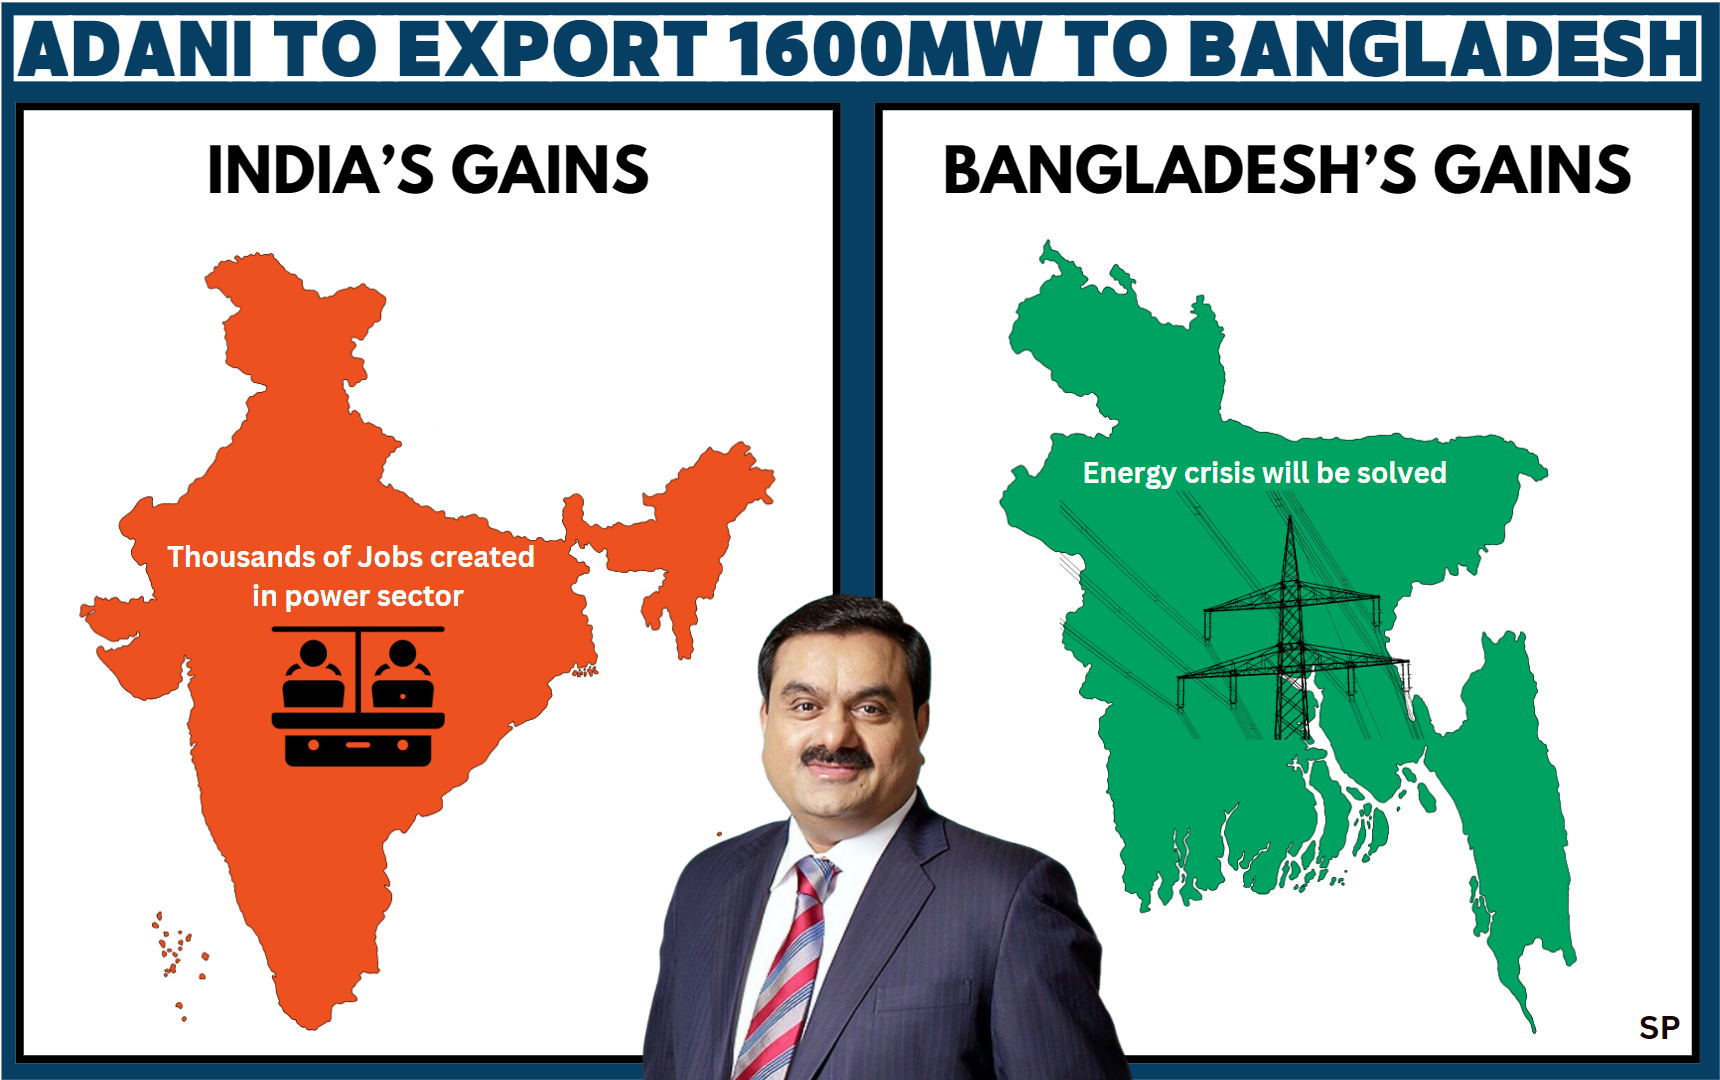 ADANI TO EXPORT 1600MW TO BANGLADESH
INDIA’S GAINS
Thousands of Jobs created
in power sector
BANGLADESH’S GAINS
Energy crisis will be solved
SP